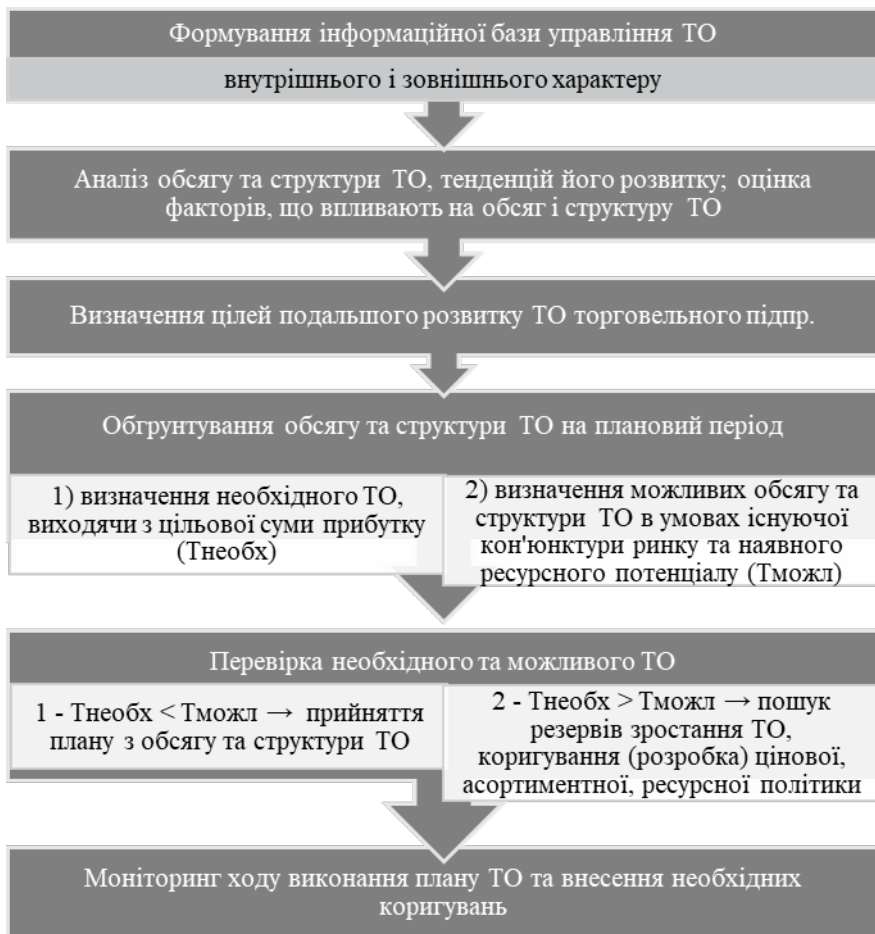 Формування інформаційної бази управління ТО
внутрішнього і зовнішнього характеру
Аналіз обсягу та структури ТО, тенденцій його розвитку; оцінка
факторів, що впливають на обсяг і структуру ТО
Визначення цілей подальшого розвитку ТО торговельного підпр.
Обгрунтування обсягу та структури ТО на плановий період
1) визначення необхідного ТО,
виходячи з цільової суми прибутку
(Тнеобх)
2) визначення можливих обсягу та
структури ТО в умовах існуючої
кон'юнктури ринку та наявного
ресурсного потенціалу (Тможл)
Перевірка необхідного та можливого ТО
1 - Тнеобх < Тможл → прийняття
плану з обсягу та структури ТО
2 - Тнеобх > Тможл → пошук
резервів зростання ТО,
коригування (розробка) цінової,
асортиментної, ресурсної політики
Моніторинг ходу виконання плану ТО та внесення необхідних
коригувань